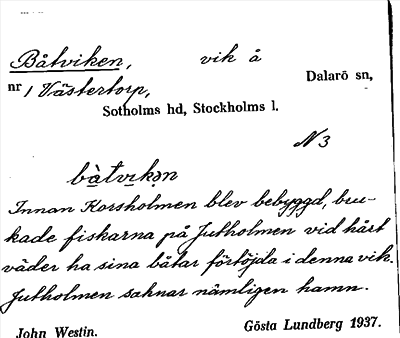 Båtviken, vik å
nr 1 Västertorp,
Dalarö sn,
Sotholms hd, Stockholms l.
N 3
bå̀tvɩkən
Innan Korsholmen blev bebyggd, bru-
kade fiskarna på Jutholmen vid hårt
väder ha sina båtar förtöjda i denna vik.
Jutholmen saknar nämligen hamn.
John Westin.
Gösta Lundberg 1937.